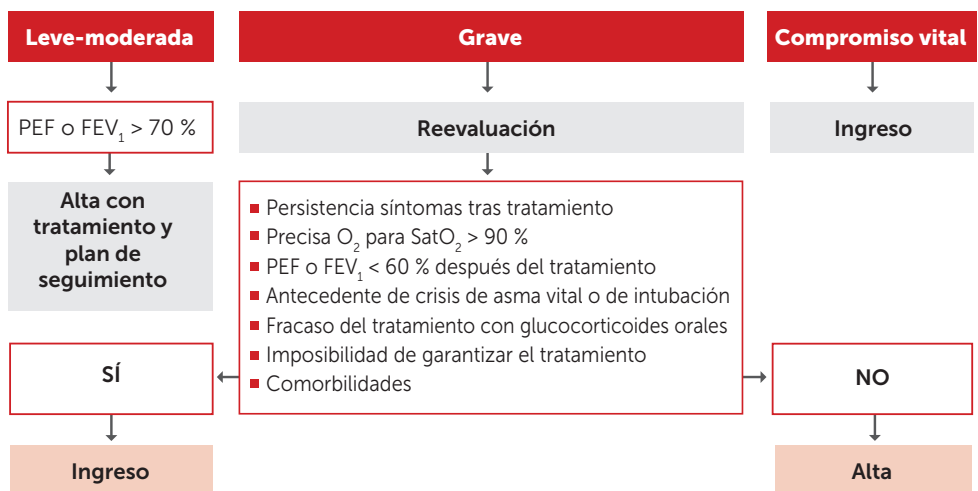 Leve-moderada
Grave
Compromiso vital
PEF o FEV₁ > 70 %
Reevaluación
Ingreso
Alta con
tratamiento y
plan de
seguimiento
■ Persistencia síntomas tras tratamiento
■ Precisa O₂ para SatO₂ > 90 %
■ PEF o FEV₁ < 60 % después del tratamiento
■ Antecedente de crisis de asma vital o de intubación
■ Fracaso del tratamiento con glucocorticoides orales
■ Imposibilidad de garantizar el tratamiento
■ Comorbilidades
SÍ
NO
Ingreso
Alta